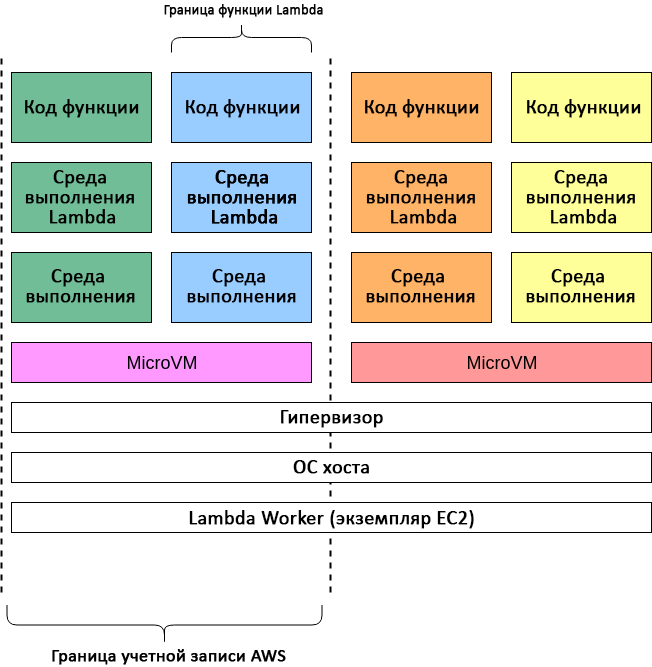 Граница функции Lambda
Код функции
Код функции
Код функции
Код функции
Среда
выполнения
Lambda
Среда
выполнения
Lambda
Среда
выполнения
Lambda
Среда
выполнения
Lambda
Среда
выполнения
Среда
выполнения
Среда
выполнения
Среда
выполнения
MicroVM
MicroVM
Гипервизор
ОС хоста
Lambda Worker (экземпляр EC2)
Граница учетной записи AWS